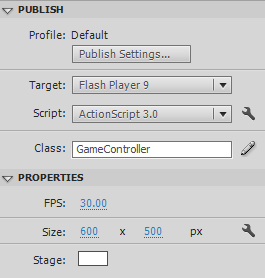 PUBLISH
Profile: Default
Publish Settings...
Target: Flash Player 9
Script: ActionScript 3.0
Class: GameController
PROPERTIES
FPS: 30.00
Size: 600 x 500 px
Stage: